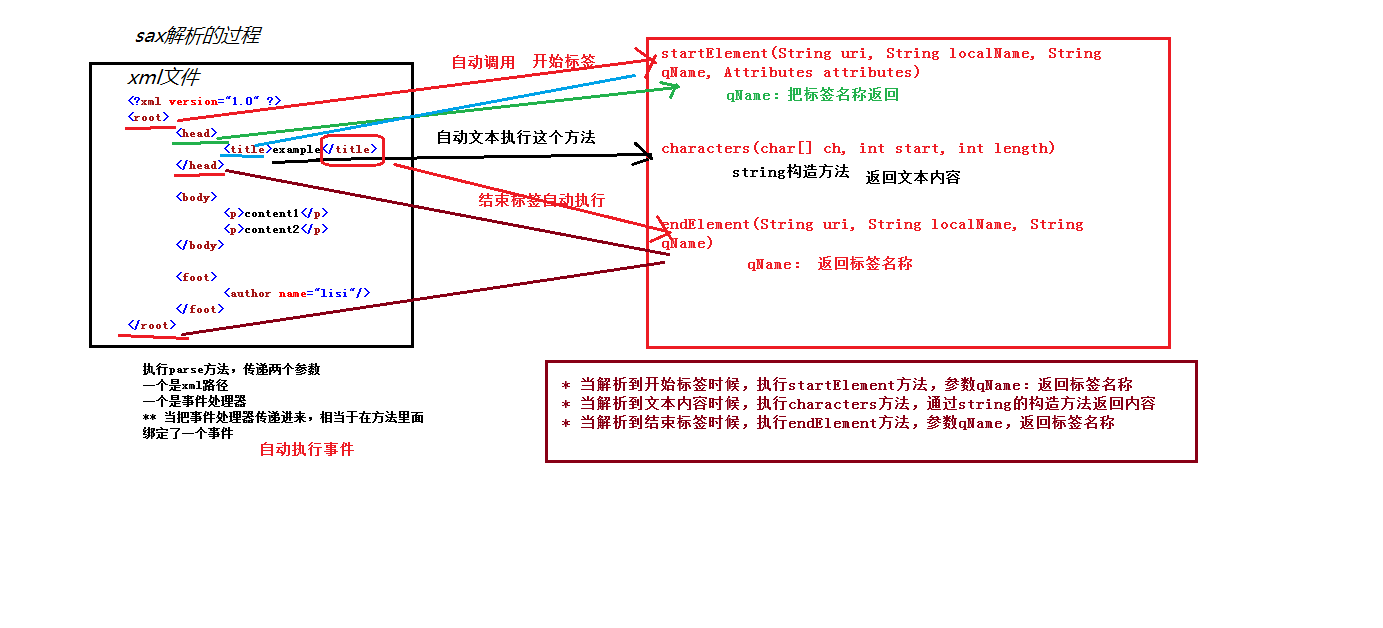 sax解析的过程
xml文件
<?xml version="1.0" ?>
<root>
<head>
<title>example</title>
</head>
<body>
<p>content1</p>
<p>content2</p>
</body>
<foot>
<author name="lisi"/>
</foot>
</root>
自动调用 开始标签
自动文本执行这个方法
结束标签自动执行
startElement(String uri, String localName, String
qName, Attributes attributes)
qName: 把标签名称返回
characters(char[] ch, int start, int length)
string构造方法 返回文本内容
endElement(String uri, String localName, String
qName)
qName: 返回标签名称
执行parse方法，传递两个参数
一个是xml路径
一个是事件处理器
** 当把事件处理器传递进来，相当于在方法里面
绑定了一个事件
自动执行事件
* 当解析到开始标签时候，执行startElement方法，参数qName: 返回标签名称
* 当解析到文本内容时候，执行characters方法，通过string的构造方法返回内容
* 当解析到结束标签时候，执行endElement方法，参数qName，返回标签名称